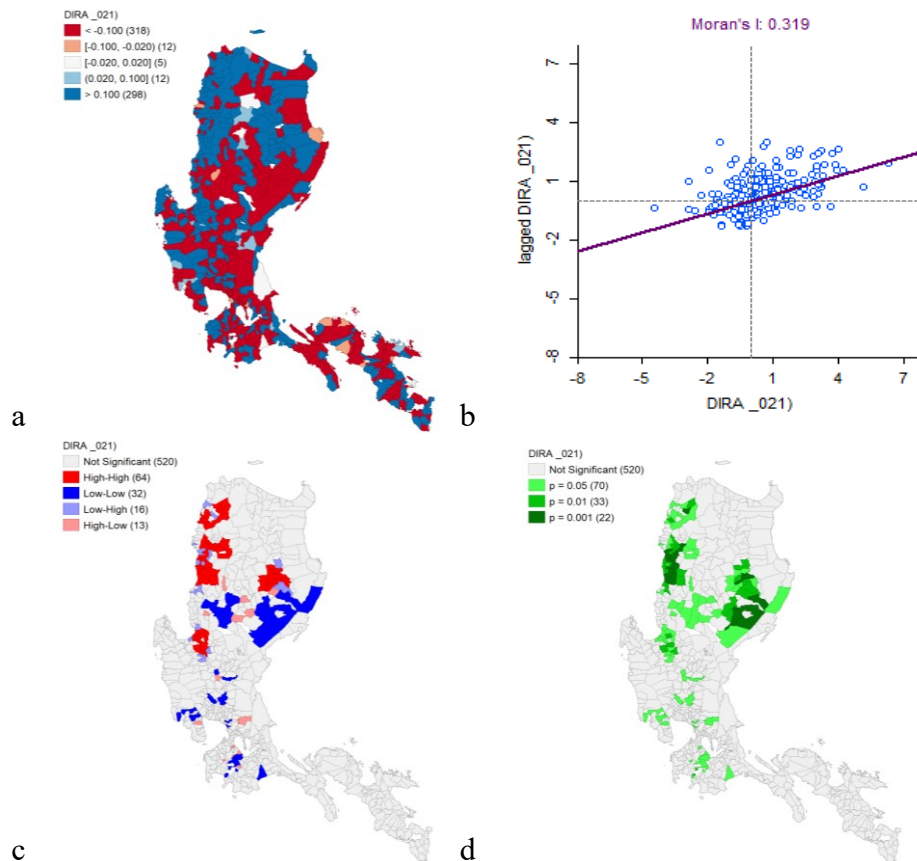 DIRA _021)
< -0.100 (318)
[-0.100, -0.020) (12)
[-0.020, 0.020] (5)
(0.020, 0.100] (12)
> 0.100 (298)
a
Moran's I: 0.319
7
4
1
-2
-5
-8
lagged DIRA _021)
-8 -5 -2 1 4 7
DIRA _021)
b
DIRA _021)
Not Significant (520)
High-High (64)
Low-Low (32)
Low-High (16)
High-Low (13)
c
DIRA _021)
Not Significant (520)
p = 0.05 (70)
p = 0.01 (33)
p = 0.001 (22)
d